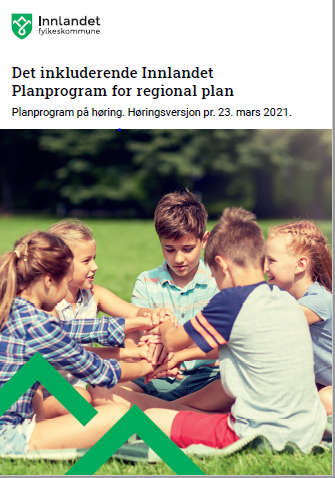 Innlandet
fylkeskommune
Det inkluderende Innlandet
Planprogram for regional plan
Planprogram på høring. Høringsversjon pr. 23. mars 2021.